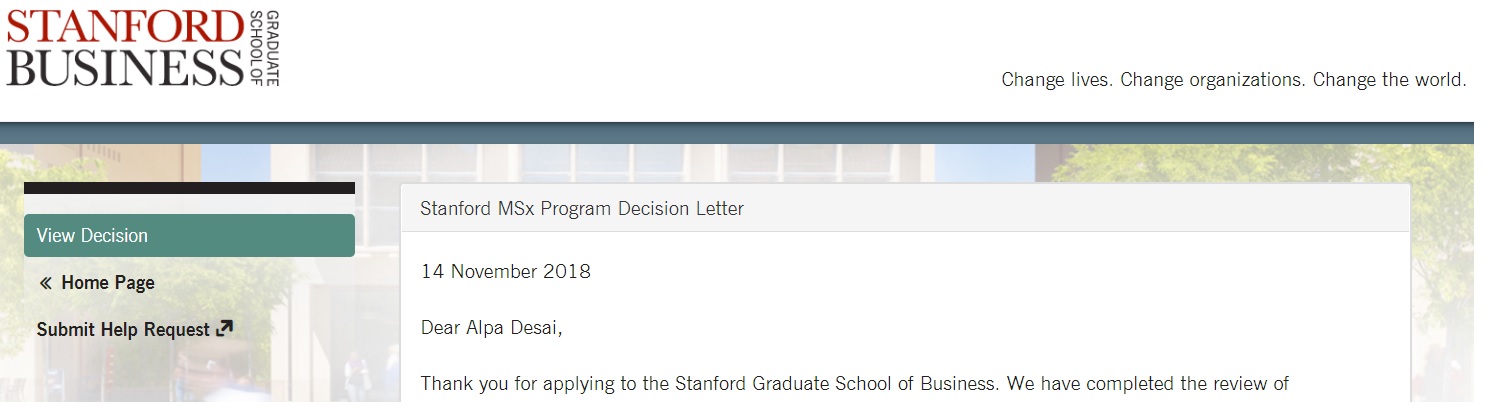 STANFORD
BUSINESS
GRADUATE
SCHOOL OF
Change lives. Change organizations. Change the world.
View Decision
« Home Page
Submit Help Request
Stanford MSx Program Decision Letter
14 November 2018
Dear Alpa Desai,
Thank you for applying to the Stanford Graduate School of Business. We have completed the review of